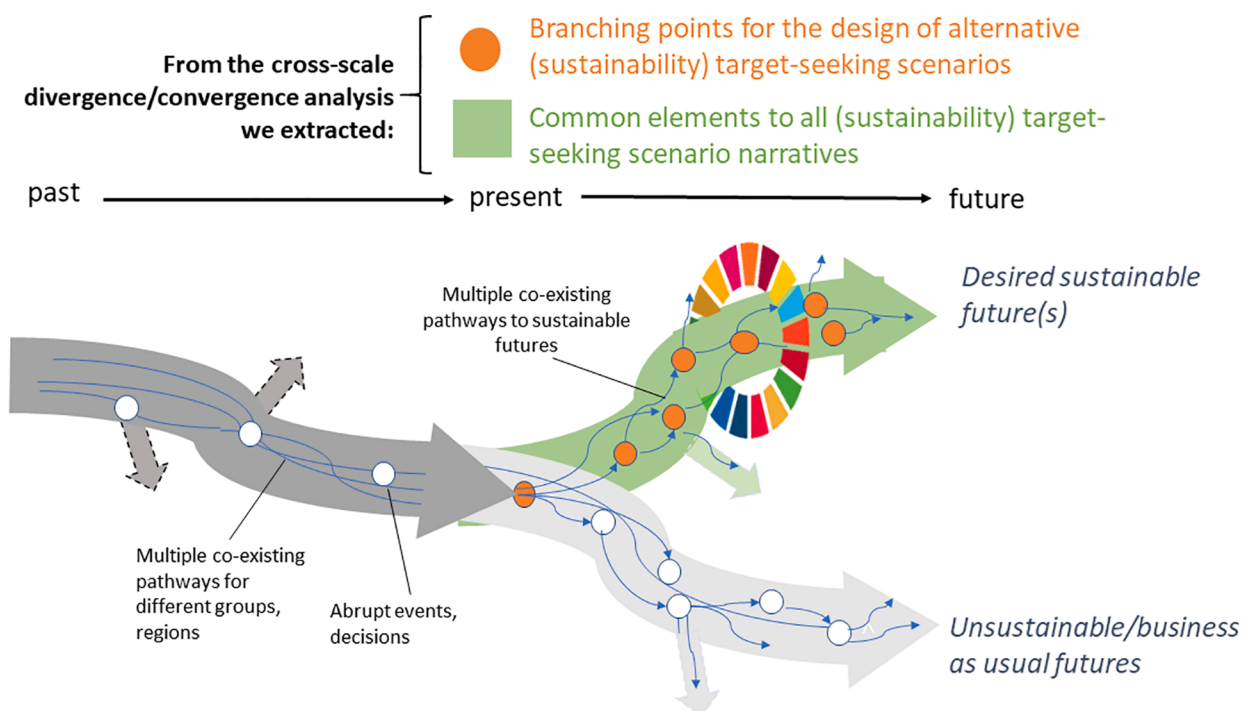 From the cross-scale
divergence/convergence analysis
we extracted:
Branching points for the design of alternative
(sustainability) target-seeking scenarios
Common elements to all (sustainability) target-
seeking scenario narratives
past
present
future
Multiple co-existing
pathways to sustainable
futures
Desired sustainable
future(s)
Multiple co-existing
pathways for
different groups,
regions
Abrupt events,
decisions
Unsustainable/business
as usual futures